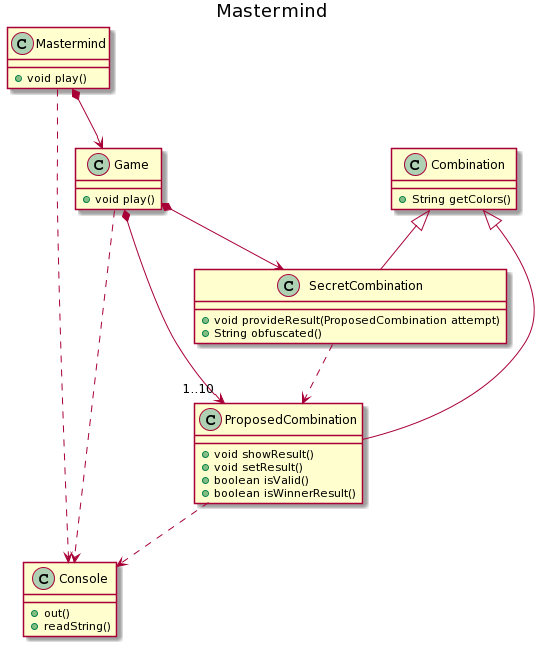 Mastermind
C Mastermind
void play()
C Game
void play()
C Combination
String getColors()
C SecretCombination
void provideResult(ProposedCombination attempt)
String obfuscated()
1..10
C ProposedCombination
void showResult()
void setResult()
boolean isValid()
boolean isWinnerResult()
C Console
out()
readString()